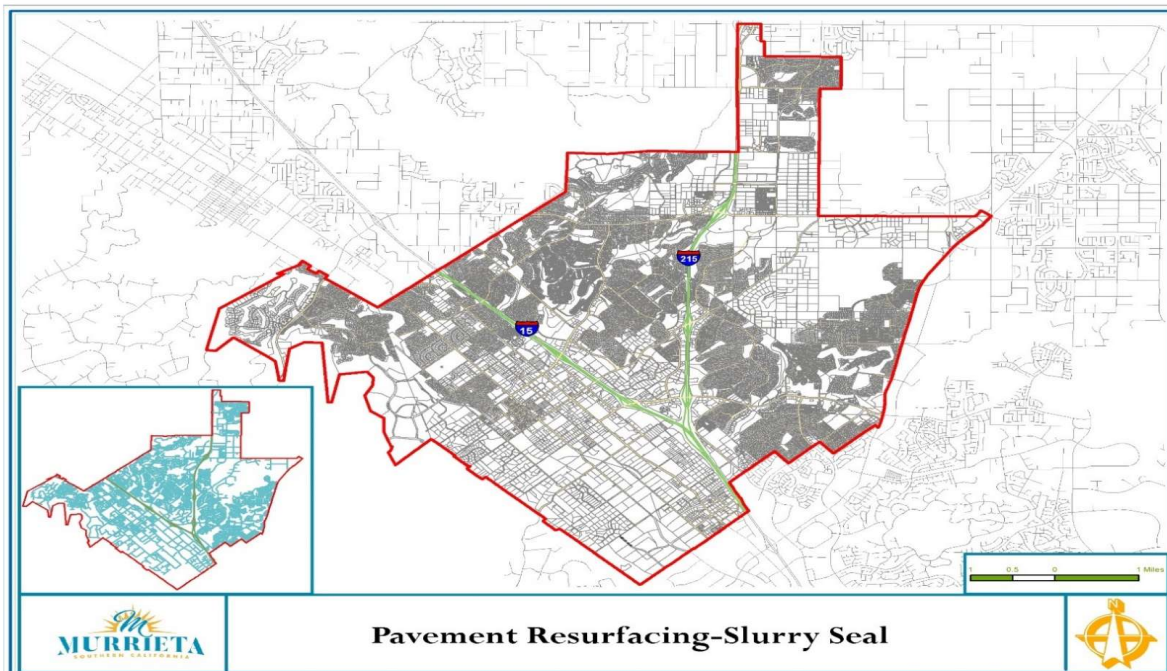 215
15
1 0.5 0 1 Miles
M
MURRIETA
SOUTHERN CALIFORNIA
Pavement Resurfacing-Slurry Seal
N